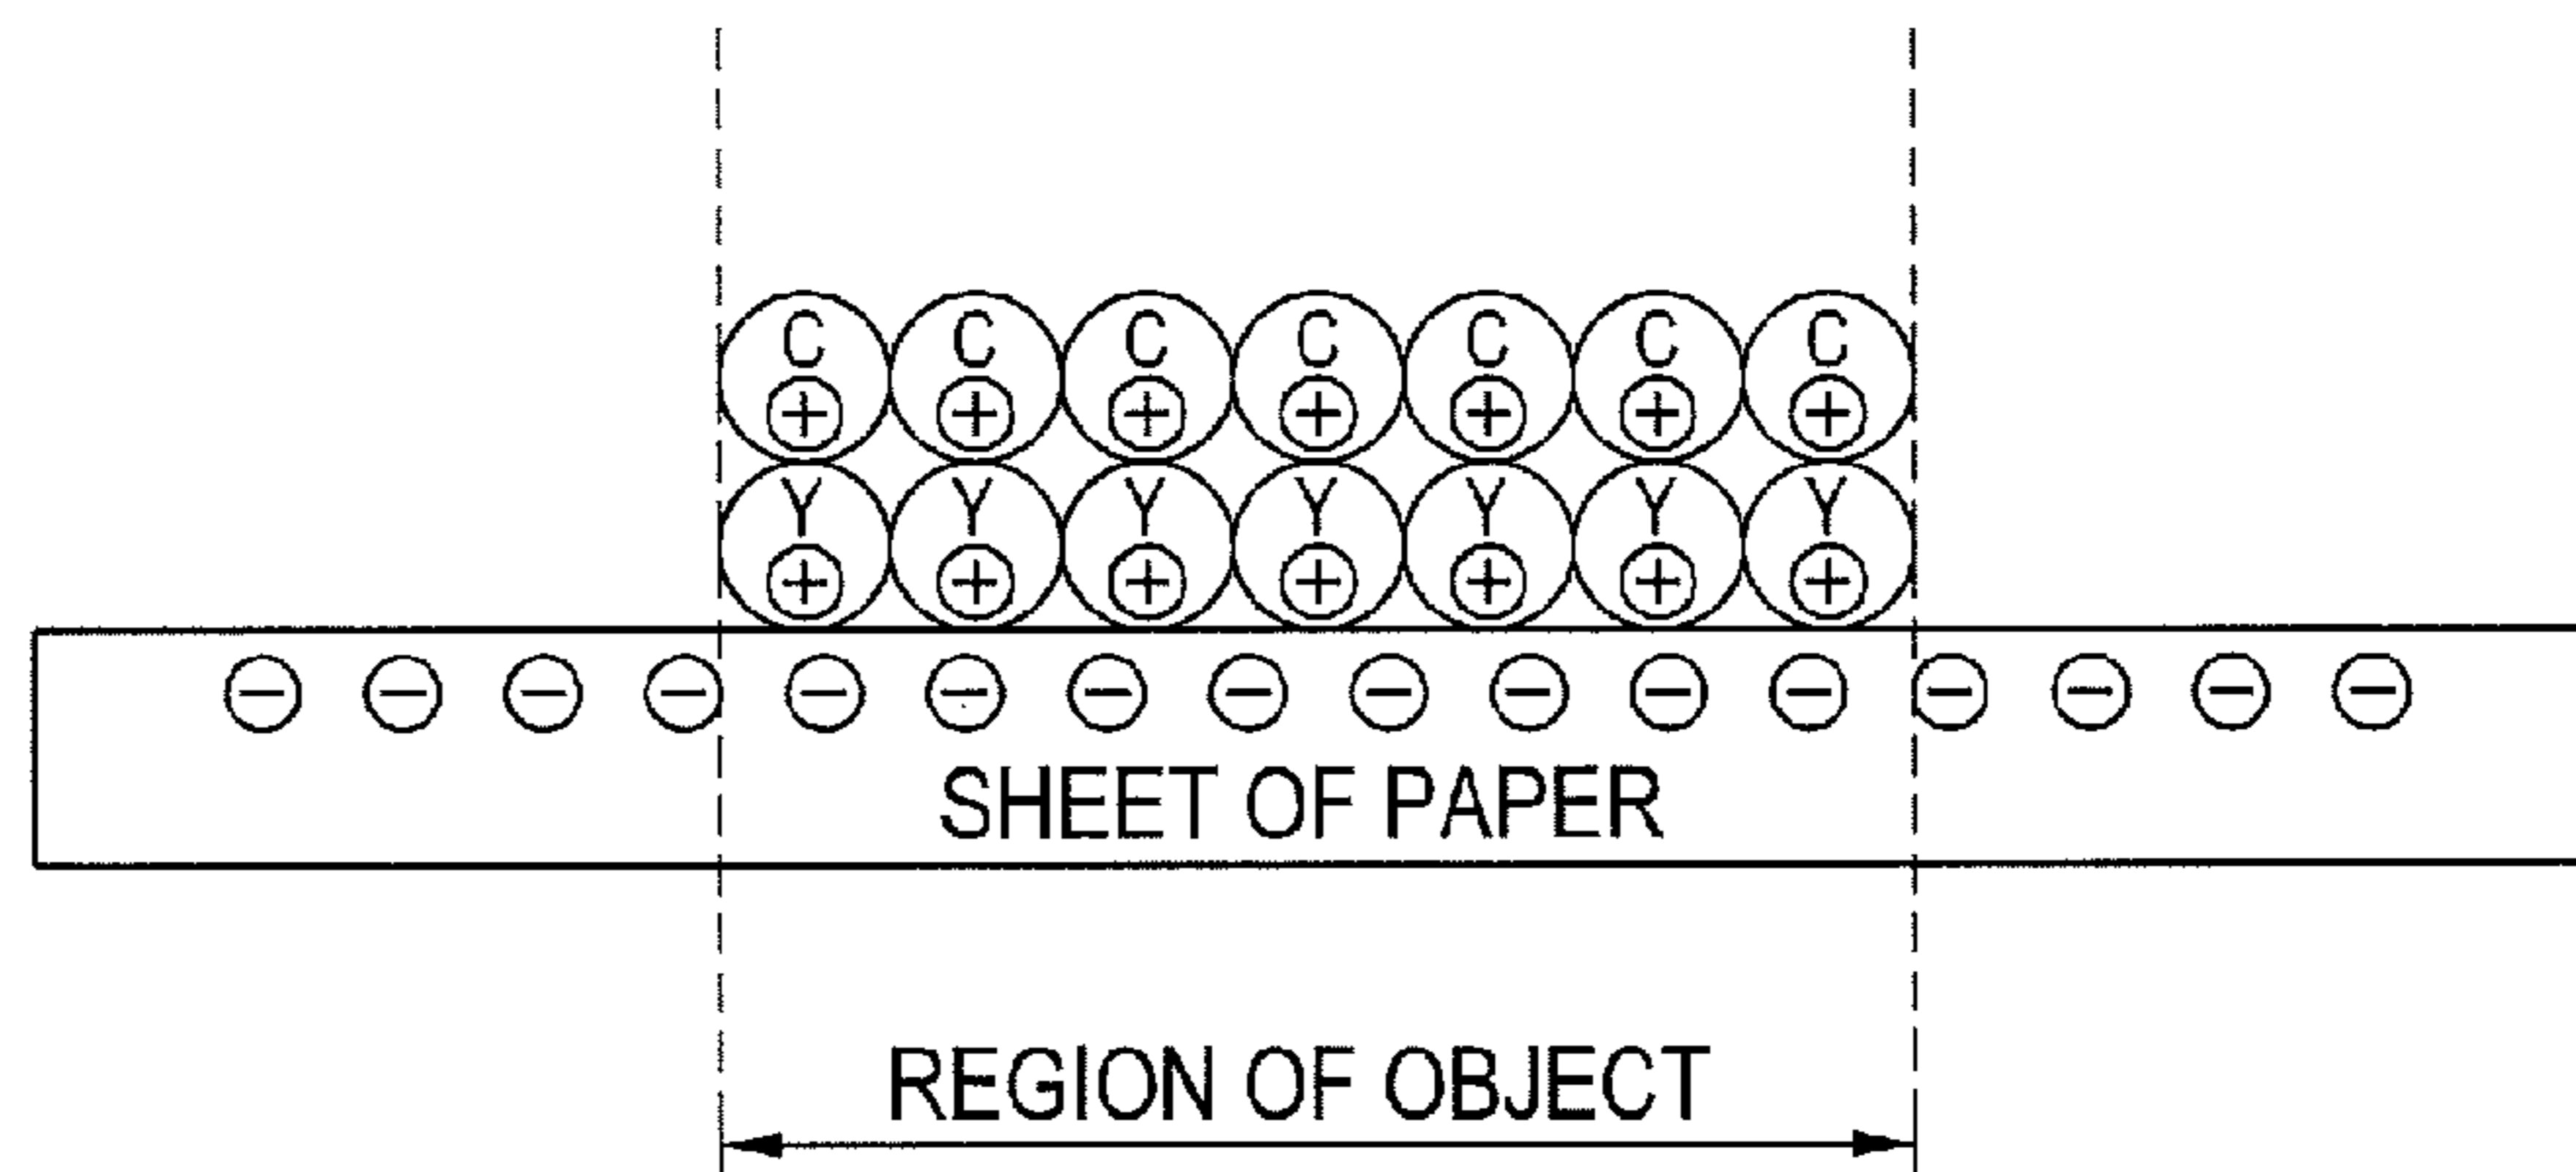 C C C C C C C
+ + + + + + +
Y Y Y Y Y Y Y
+ + + + + + +
- - - - - - - - - - - - - - - -
SHEET OF PAPER
REGION OF OBJECT